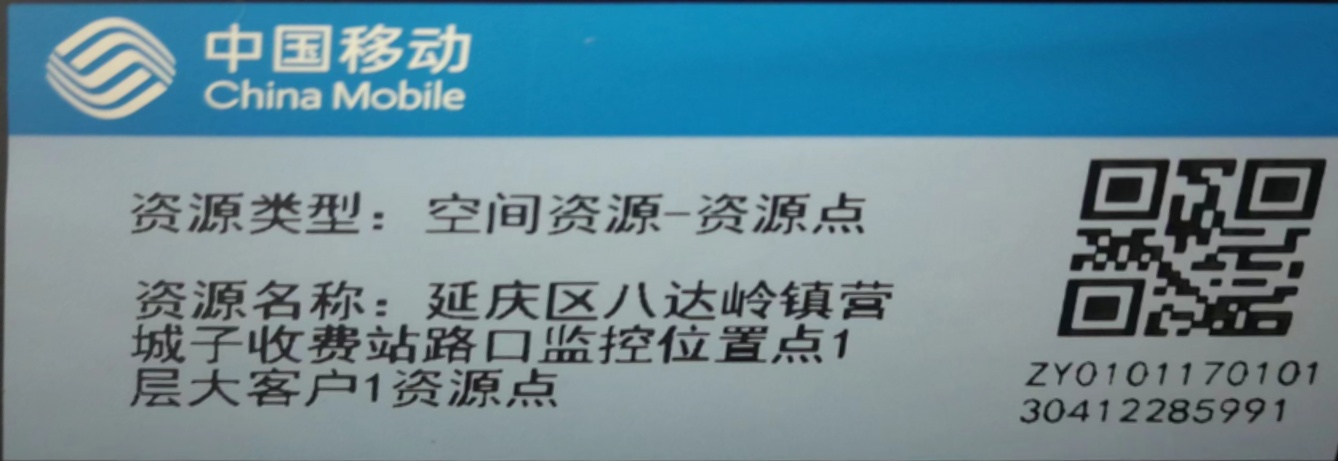 中国移动
China Mobile
资源类型：空间资源-资源点
资源名称：延庆区八达岭镇营
城子收费站路口监控位置点1
层大客户1资源点
ZY0101170101
30412285991